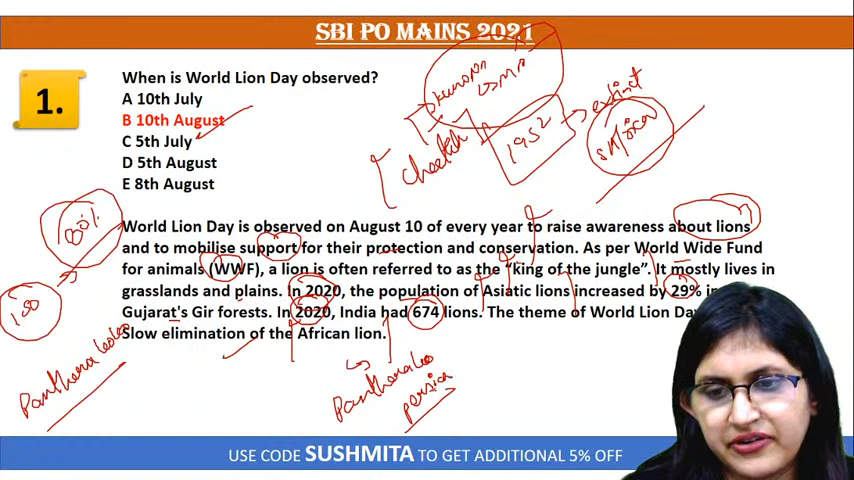 SBI PO MAINS 2021
1.
When is World Lion Day observed?
A 10th July
B 10th August
C 5th July
D 5th August
E 8th August
Kuno
1952
extinct
cheetah
80%
World Lion Day is observed on August 10 of every year to raise awareness about lions
and to mobilise support for their protection and conservation. As per World Wide Fund
for animals (WWF), a lion is often referred to as the “king of the jungle”. It mostly lives in
grasslands and plains. In 2020, the population of Asiatic lions increased by 29% in
Gujarat's Gir forests. In 2020, India had 674 lions. The theme of World Lion Day
Slow elimination of the African lion.
100
Panthera leo
Panthera leo
persica
USE CODE SUSHMITA TO GET ADDITIONAL 5% OFF